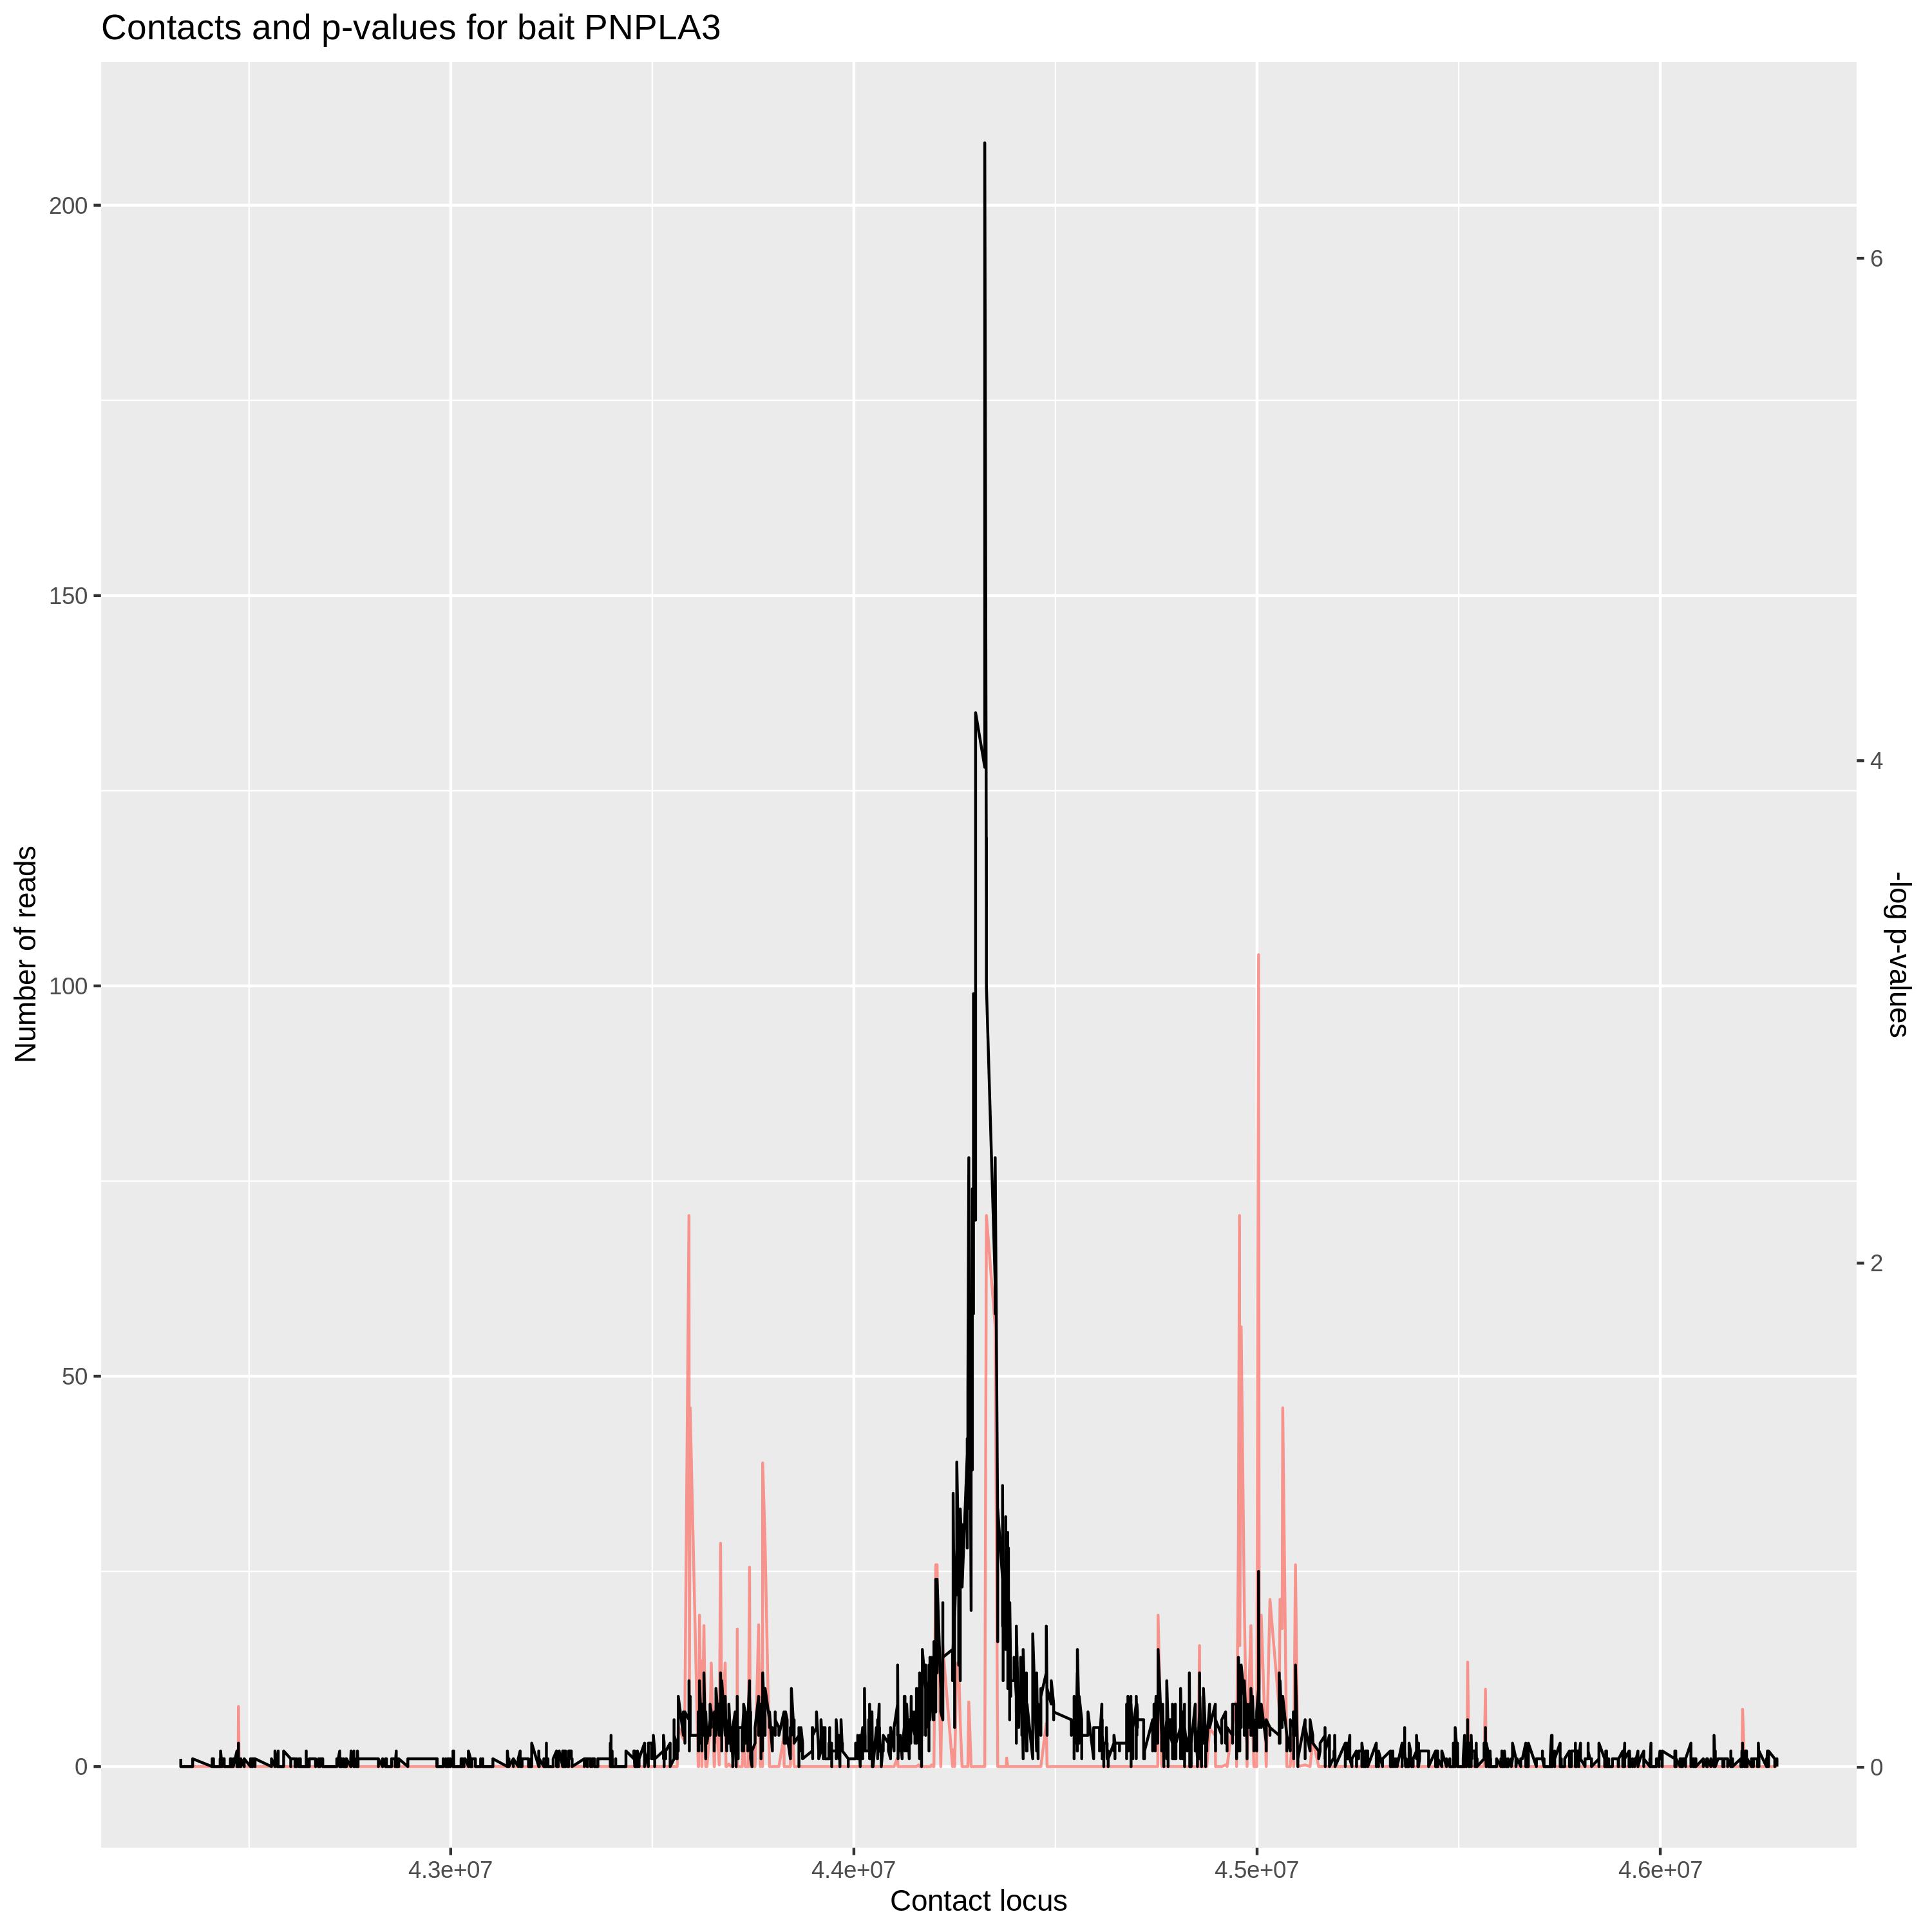 Contacts and p-values for bait PNPLA3
Number of reads
200
150
100
50
0
6
4
2
0
-log p-values
4.3e+07
4.4e+07
4.5e+07
4.6e+07
Contact locus